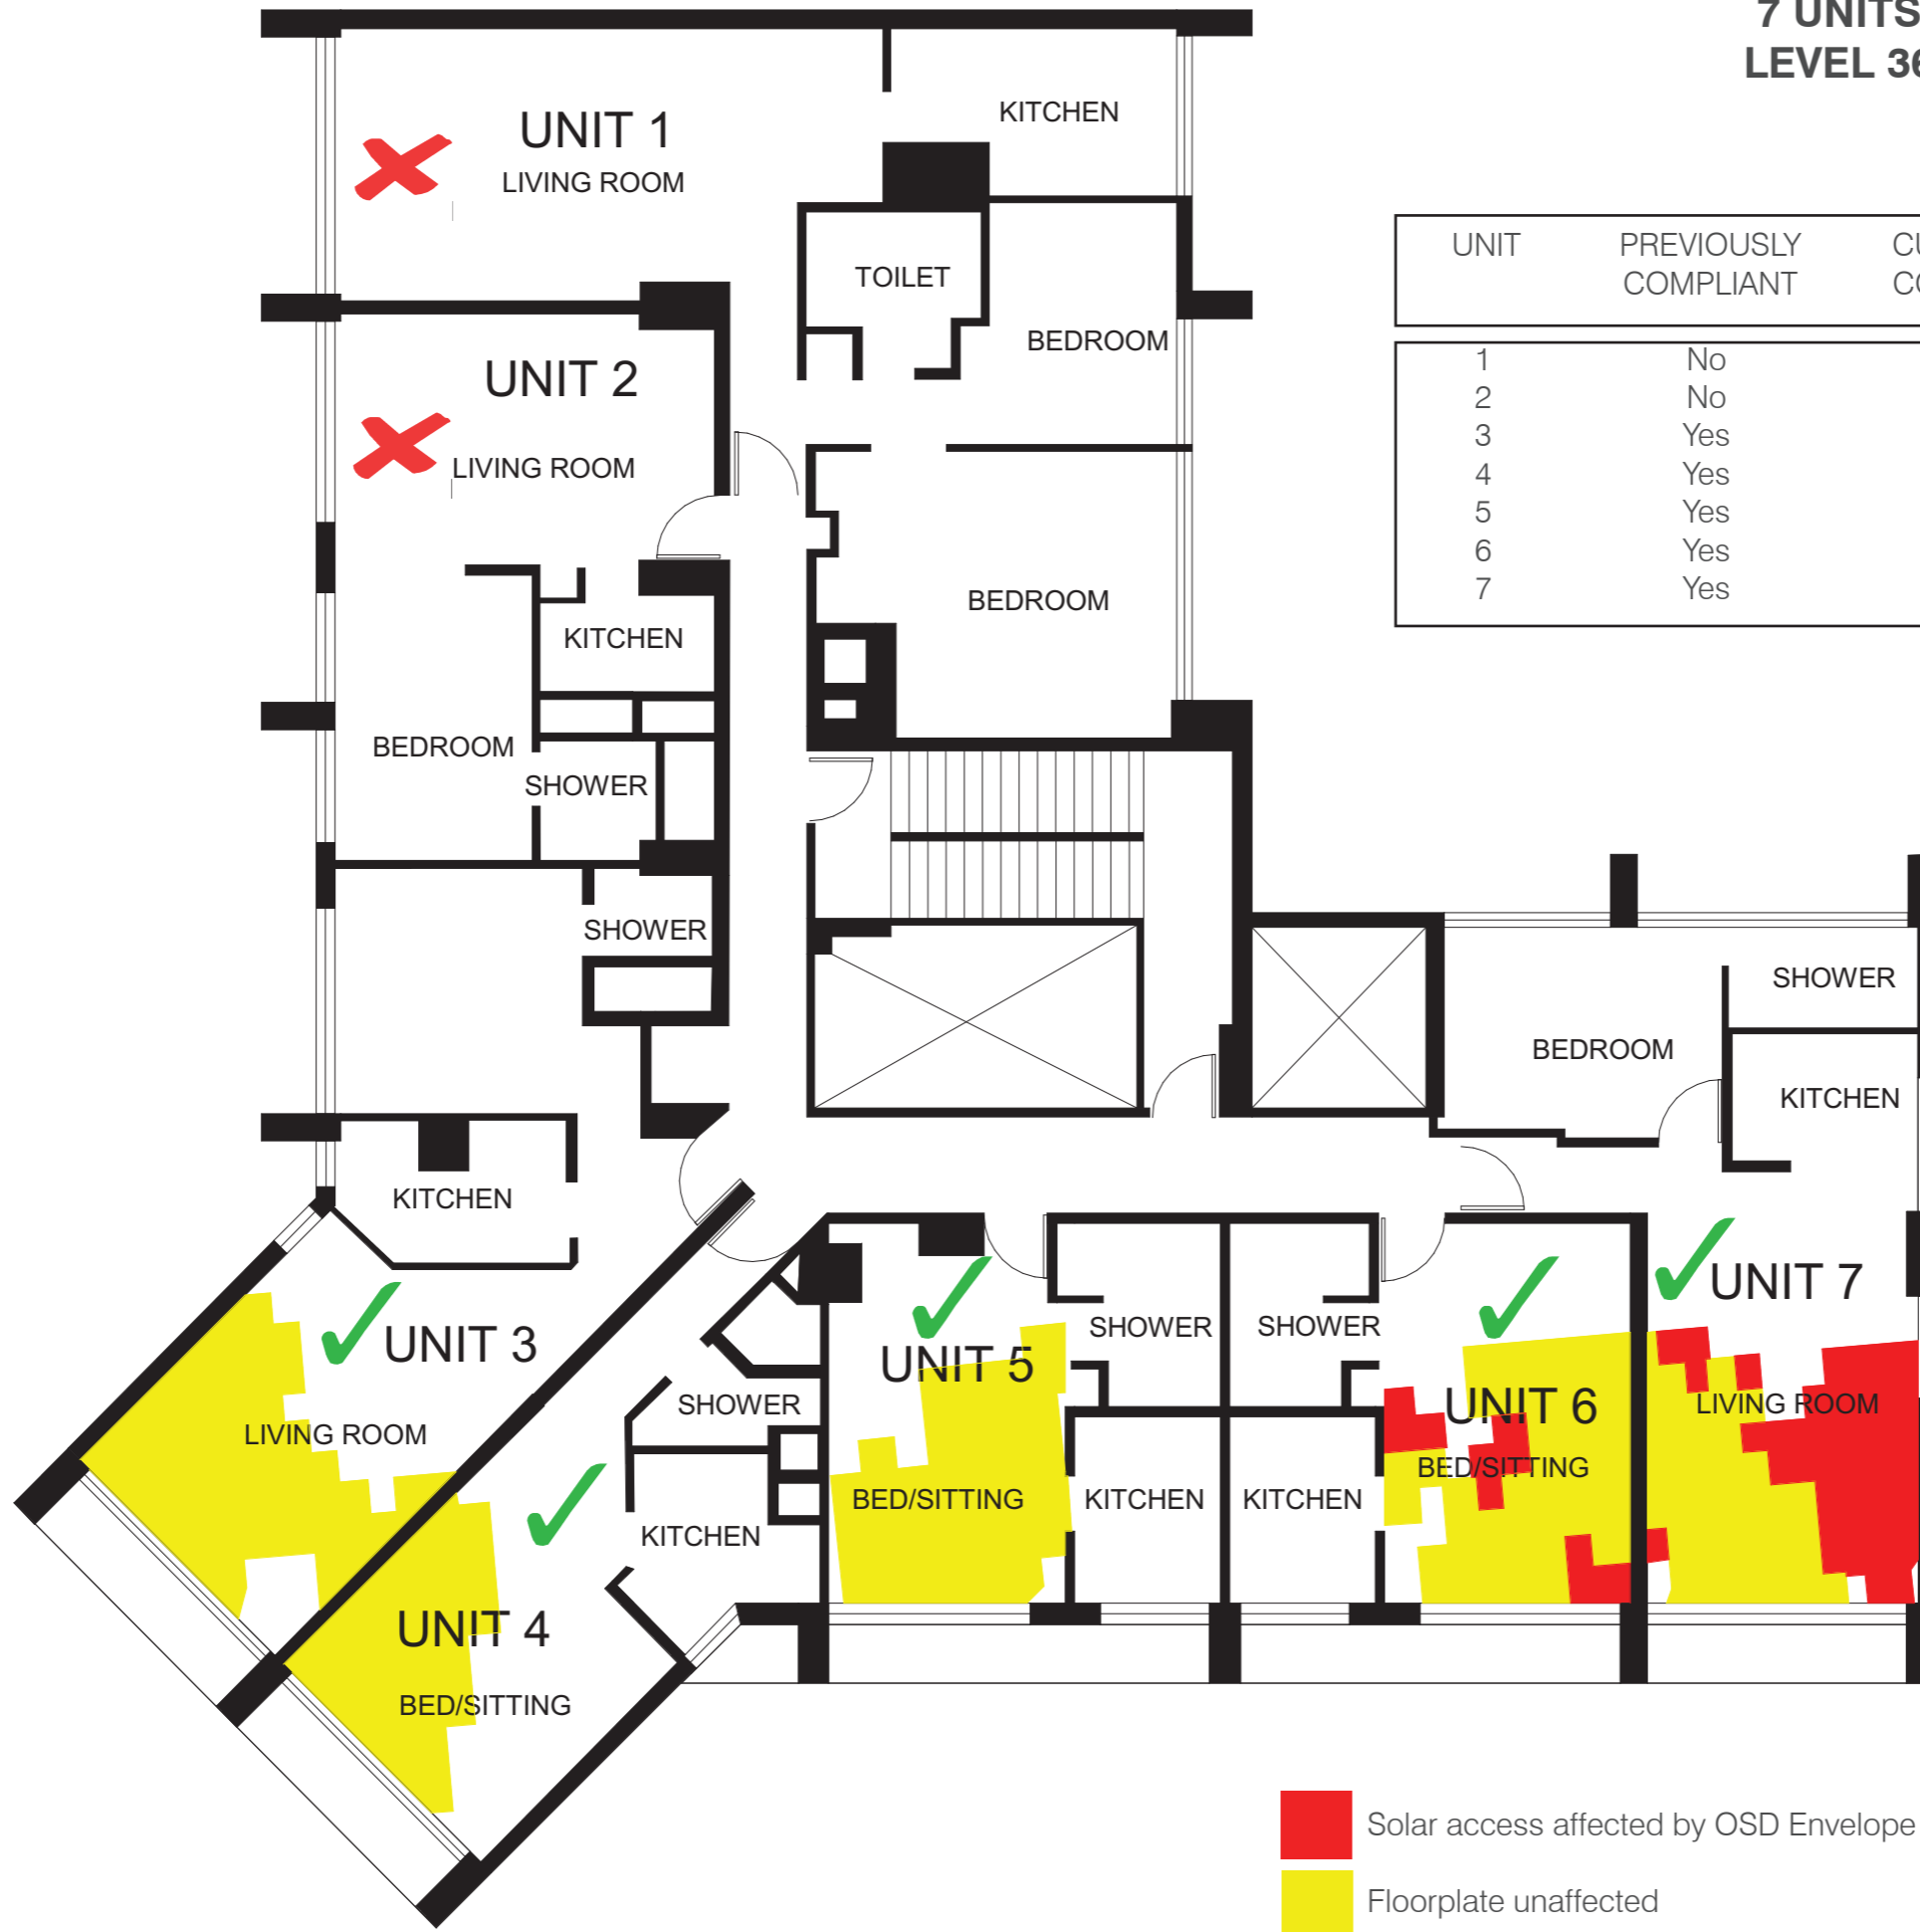 7 UNITS
LEVEL 36
UNIT 1
LIVING ROOM
KITCHEN
TOILET
BEDROOM
UNIT PREVIOUSLY
COMPLIANT
1 No
2 No
3 Yes
4 Yes
5 Yes
6 Yes
7 Yes
UNIT 2
LIVING ROOM
BEDROOM
KITCHEN
BEDROOM
SHOWER
SHOWER
SHOWER
BEDROOM
KITCHEN
KITCHEN
UNIT 3
LIVING ROOM
UNIT 4
BED/SITTING
SHOWER
KITCHEN
UNIT 5
BED/SITTING
SHOWER
KITCHEN
SHOWER
KITCHEN
UNIT 6
BED/SITTING
UNIT 7
LIVING ROOM
Solar access affected by OSD Envelope
Floorplate unaffected